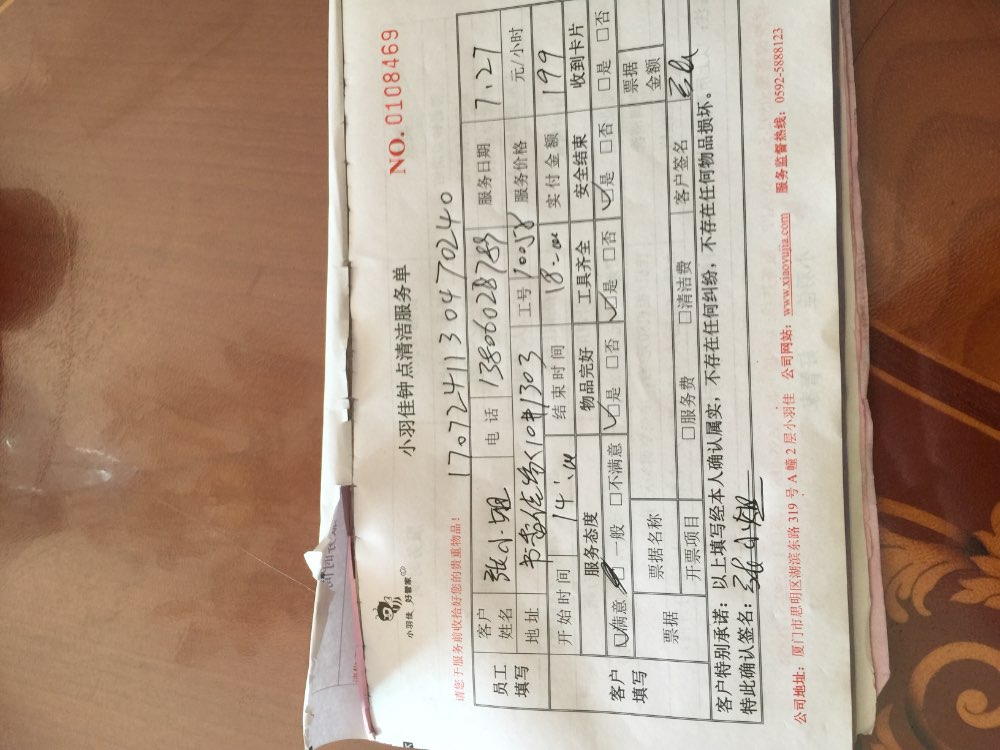 小羽佳 好管家
小羽佳钟点清洁服务单
NO. 0108469
请您于服务前收拾好您的贵重物品！
17072411304 70240
员工填写 客户姓名 张小姐 电话 13806028789 服务日期 7.27
地址 10#1303 工号 10058 服务价格 元/小时
客户填写 开始时间 14:00 结束时间 18:00 实付金额 199
服务态度 物品完好 工具齐全 安全结束 收到卡片
☑满意 □一般 □不满意 ☑是 □否 ☑是 □否 ☑是 □否 □是 □否
票据 票据名称 票据金额
开票项目 □服务费 □清洁费 客户签名
客户特别承诺：以上填写经本人确认属实，不存在任何纠纷，不存在任何物品损坏。
特此确认签名：
公司地址：厦门市思明区湖滨东路 319 号 A 幢 2 层小羽佳 公司网站：www.xiaoyujia.com 服务监督热线：0592-5888123